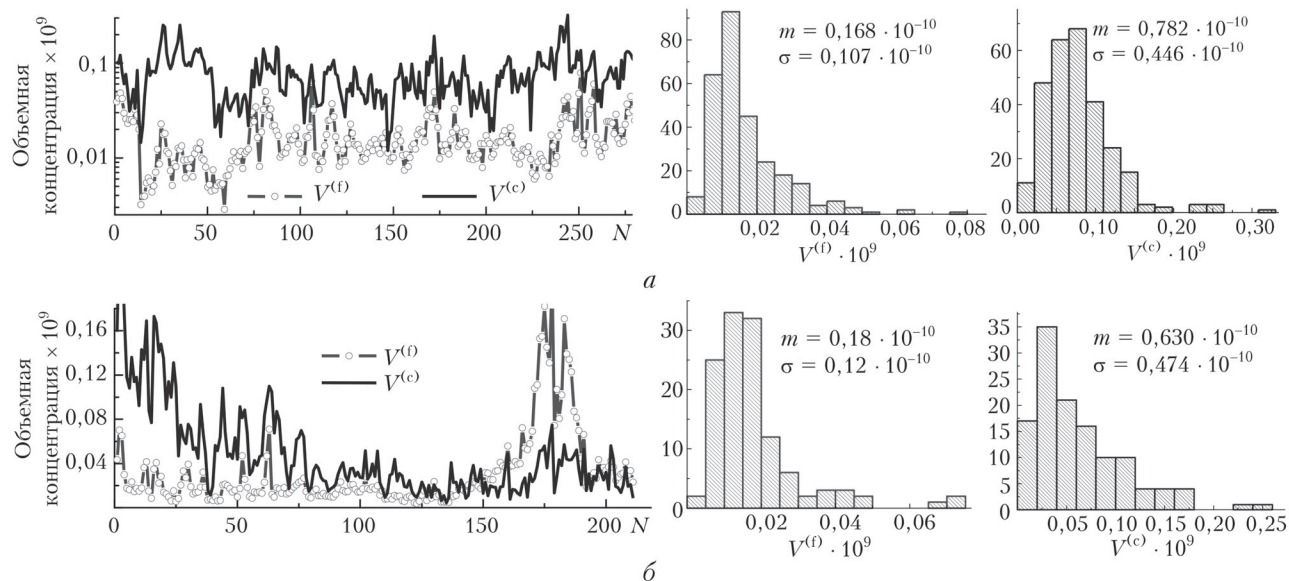 Объемная
концентрация × 10⁹
0,1
0,01
V⁽ᶠ⁾
V⁽ᶜ⁾
0 50 100 150 200 250 N
80
60
40
20
0
m = 0,168 · 10⁻¹⁰
σ = 0,107 · 10⁻¹⁰
0,02 0,04 0,06 0,08
V⁽ᶠ⁾ · 10⁹
60
40
20
0
m = 0,782 · 10⁻¹⁰
σ = 0,446 · 10⁻¹⁰
0,00 0,10 0,20 0,30
V⁽ᶜ⁾ · 10⁹
а
Объемная
концентрация × 10⁹
0,16
0,12
0,08
0,04
V⁽ᶠ⁾
V⁽ᶜ⁾
0 50 100 150 200 N
30
20
10
0
m = 0,18 · 10⁻¹⁰
σ = 0,12 · 10⁻¹⁰
0,02 0,04 0,06
V⁽ᶠ⁾ · 10⁹
35
30
25
20
15
10
5
0
m = 0,630 · 10⁻¹⁰
σ = 0,474 · 10⁻¹⁰
0,05 0,10 0,15 0,20 0,25
V⁽ᶜ⁾ · 10⁹
б